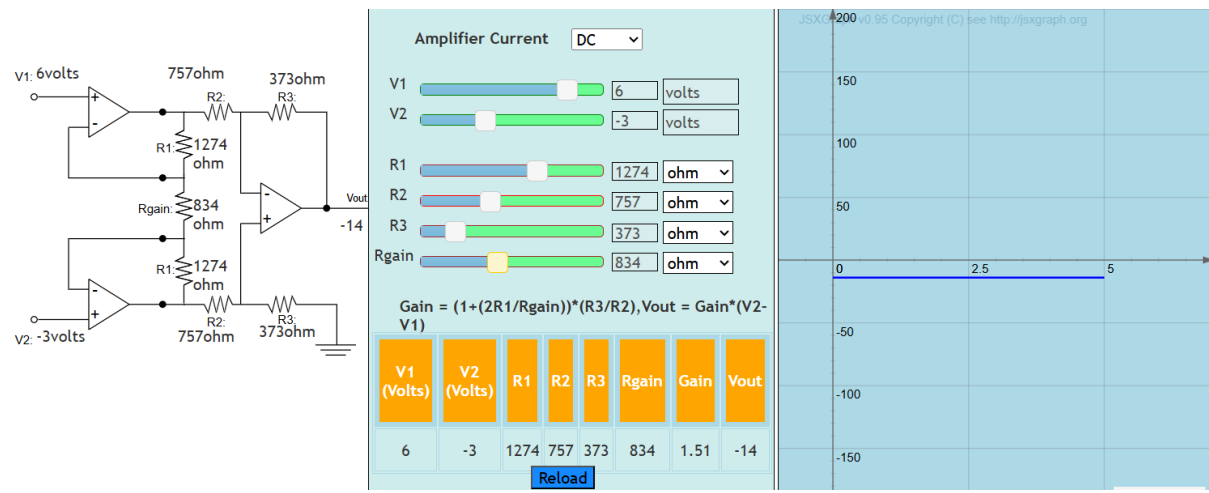 V1: 6volts
757ohm
373ohm
R2:
R3:
+
-
R1:
1274
ohm
Rgain:
834
ohm
-
+
Vout
-14
R1:
1274
ohm
-
+
R2:
R3:
V2: -3volts
757ohm
373ohm
Amplifier Current DC
V1 6 volts
V2 -3 volts
R1 1274 ohm
R2 757 ohm
R3 373 ohm
Rgain 834 ohm
Gain = (1+(2R1/Rgain))*(R3/R2),Vout = Gain*(V2-
V1)
V1 (Volts) V2 (Volts) R1 R2 R3 Rgain Gain Vout
6 -3 1274 757 373 834 1.51 -14
Reload
JSXG v0.95 Copyright (C) see http://jsxgraph.org
200
150
100
50
0 2.5 5
-50
-100
-150